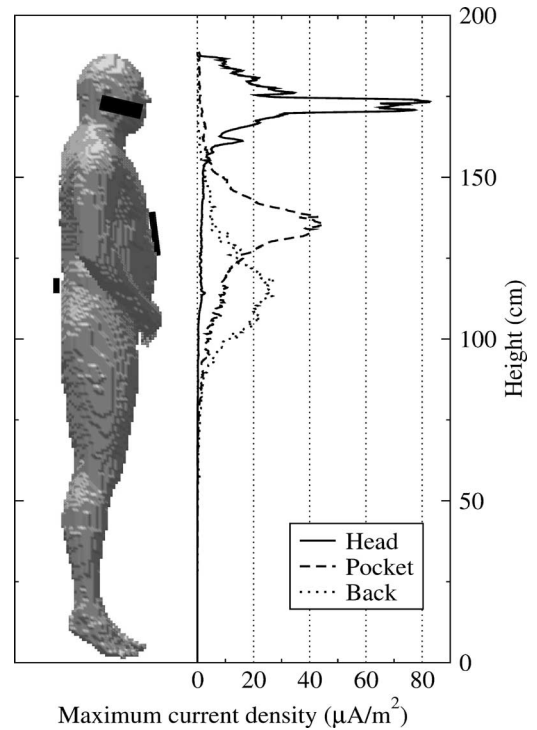 200
150
100
50
0
Height (cm)
Head
Pocket
Back
0 20 40 60 80
Maximum current density (μA/m²)